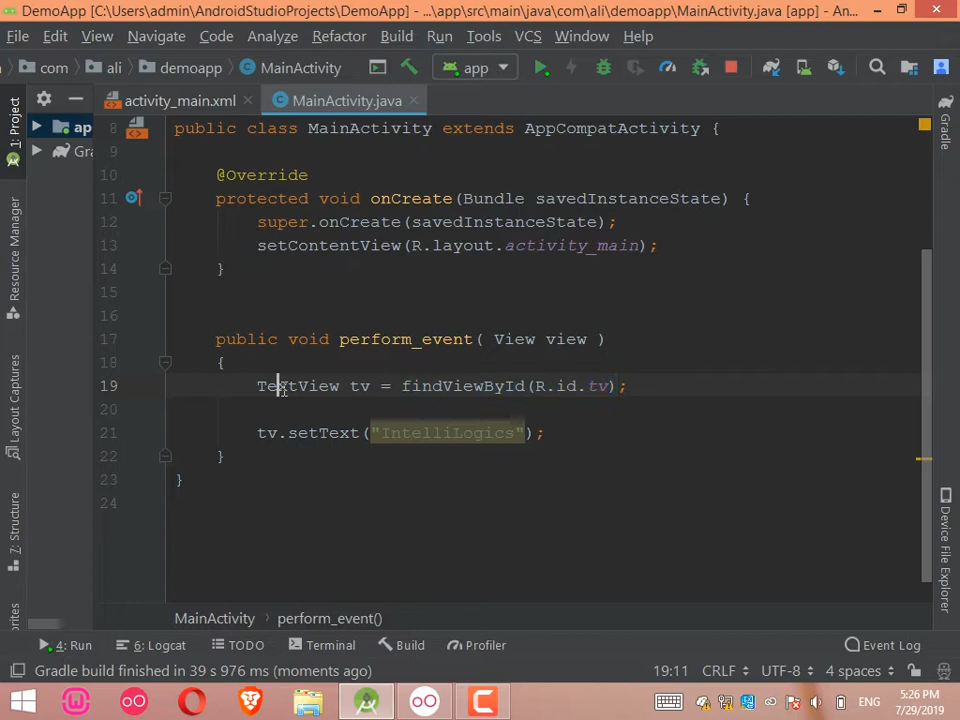 DemoApp [C:\Users\admin\AndroidStudioProjects\DemoApp] - ...\app\src\main\java\com\ali\demoapp\MainActivity.java [app] - An...
File Edit View Navigate Code Analyze Refactor Build Run Tools VCS Window Help
com ali demoapp MainActivity app
activity_main.xml MainActivity.java
1: Project
Resource Manager
Layout Captures
7: Structure
ap
Gra
8 public class MainActivity extends AppCompatActivity {
9
10 @Override
11 protected void onCreate(Bundle savedInstanceState) {
12 super.onCreate(savedInstanceState);
13 setContentView(R.layout.activity_main);
14 }
15
16
17 public void perform_event( View view )
18 {
19 TextView tv = findViewById(R.id.tv);
20
21 tv.setText("IntelliLogics");
22 }
23 }
24
Gradle
Device File Explorer
MainActivity perform_event()
4: Run 6: Logcat TODO Terminal Build Profiler Event Log
Gradle build finished in 39 s 976 ms (moments ago) 19:11 CRLF UTF-8 4 spaces
ENG 5:26 PM
7/29/2019